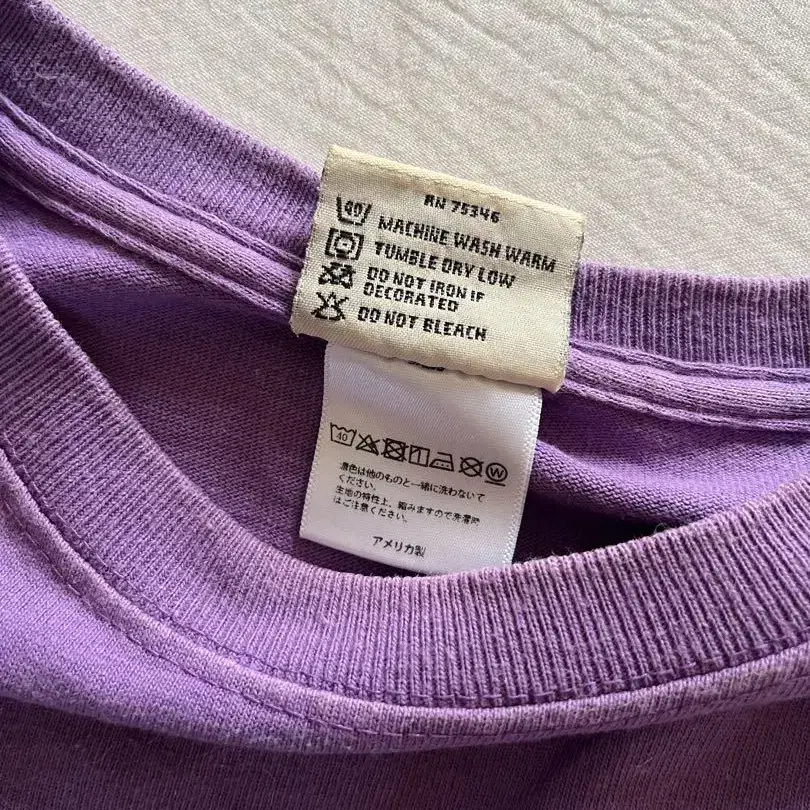 RN 75346
40 MACHINE WASH WARM
TUMBLE DRY LOW
DO NOT IRON IF
DECORATED
DO NOT BLEACH
40 W
濃色は他のものと一緒に洗わないで
ください。
生地の特性上、縮みますので洗濯時
はご注意ください。
アメリカ製